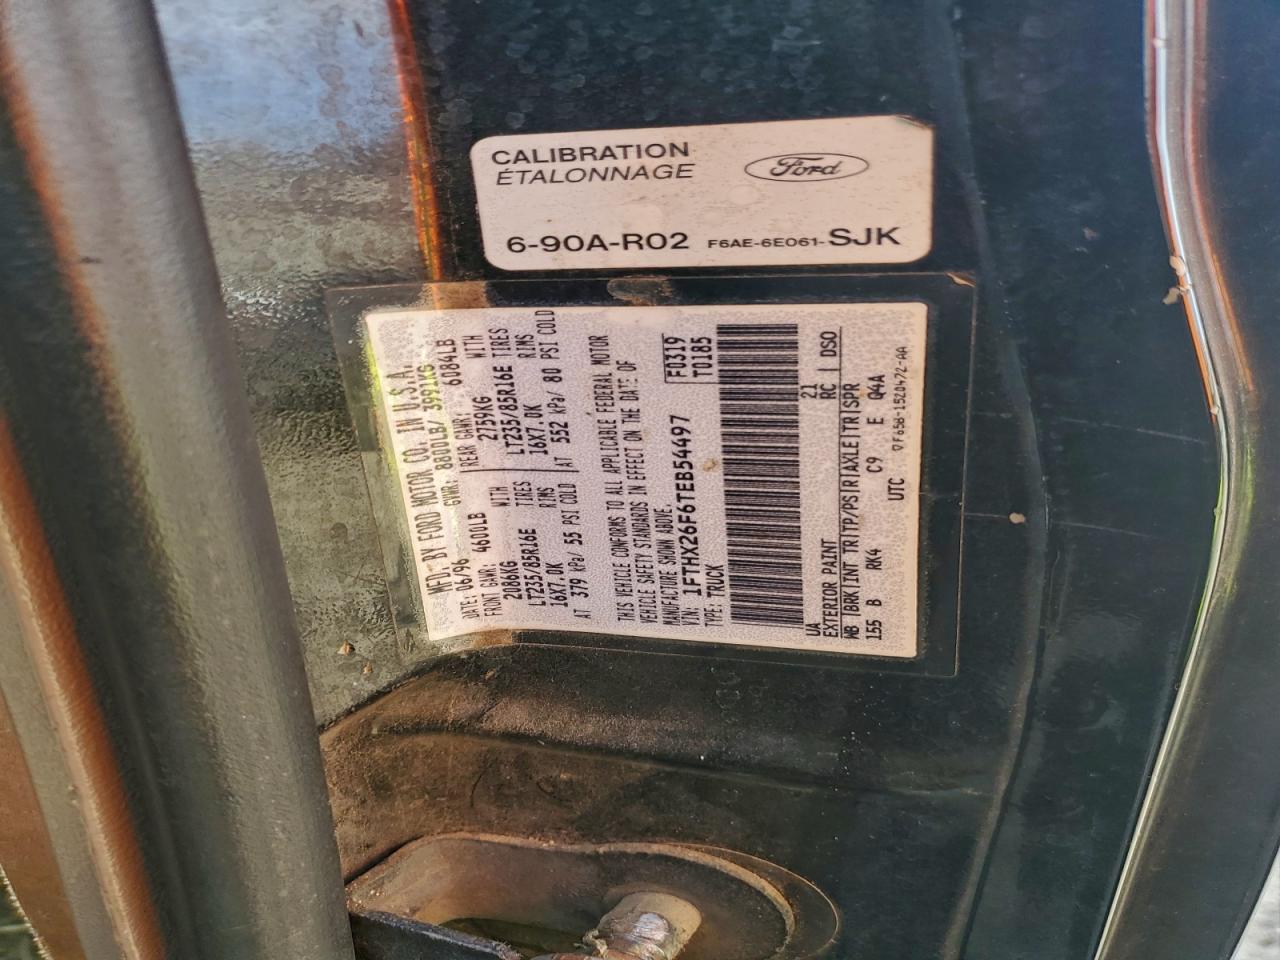 CALIBRATION
ÉTALONNAGE
Ford
6-90A-R02 F6AE-6E061-SJK
MFD. BY FORD MOTOR CO. IN U.S.A.
DATE: 06/96 GVWR: 8800LB/ 3991KG
FRONT GAWR: 4600LB REAR GAWR: 6084LB
2086KG WITH 2759KG WITH
LT235/85R16E TIRES LT235/85R16E TIRES
16X7.0K RIMS 16X7.0K RIMS
AT 379 kPa/ 55 PSI COLD AT 552 kPa/ 80 PSI COLD
THIS VEHICLE CONFORMS TO ALL APPLICABLE FEDERAL MOTOR
VEHICLE SAFETY STANDARDS IN EFFECT ON THE DATE OF
MANUFACTURE SHOWN ABOVE.
VIN: 1FTHX26F6TEB54497 F0319
TYPE: TRUCK T0185
UA 21
EXTERIOR PAINT RC DSO
WB BRK INT TR TP/PS R AXLE TR SPR
155 B RK4 C9 E Q4A
UTC ▽F65B-1520472-AA